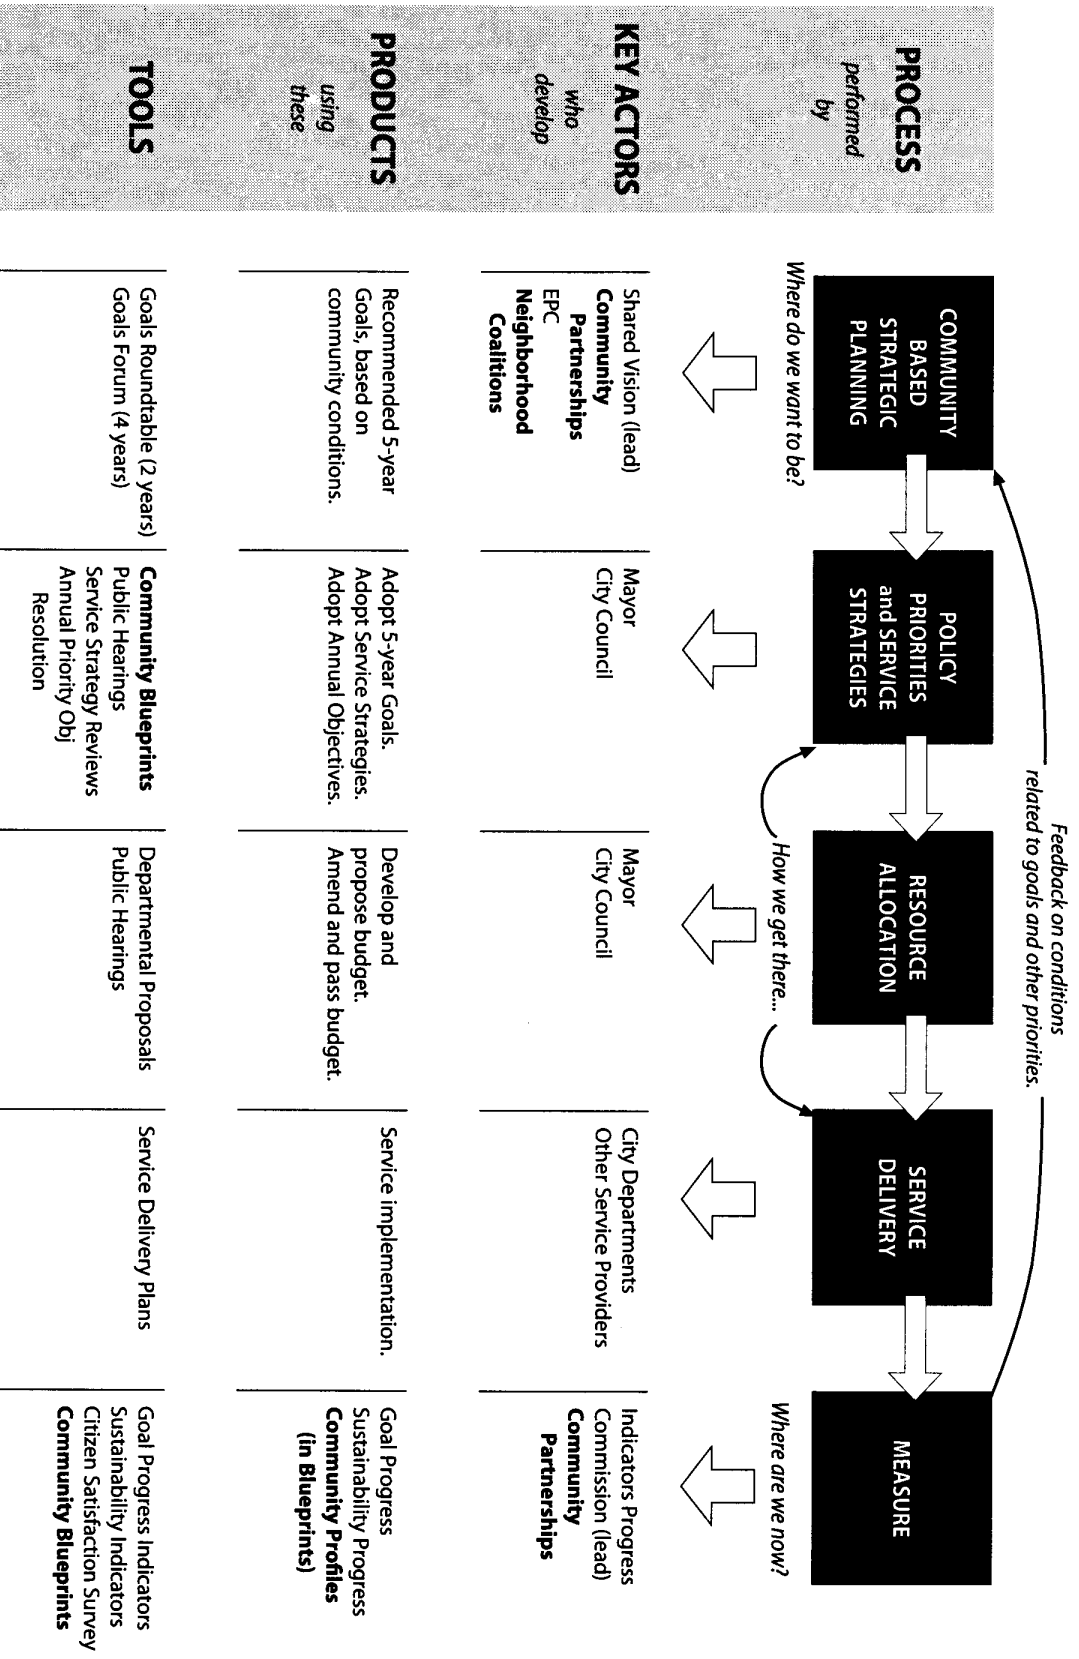 Feedback on conditions
related to goals and other priorities.
PROCESS
performed
by
COMMUNITY
BASED
STRATEGIC
PLANNING
POLICY
PRIORITIES
and SERVICE
STRATEGIES
RESOURCE
ALLOCATION
SERVICE
DELIVERY
MEASURE
Where do we want to be?
How we get there...
Where are we now?
KEY ACTORS
who
develop
Shared Vision (lead)
Community
Partnerships
EPC
Neighborhood
Coalitions
Mayor
City Council
Mayor
City Council
City Departments
Other Service Providers
Indicators Progress
Commission (lead)
Community
Partnerships
PRODUCTS
using
these
Recommended 5-year
Goals, based on
community conditions.
Adopt 5-year Goals.
Adopt Service Strategies.
Adopt Annual Objectives.
Develop and
propose budget.
Amend and pass budget.
Service implementation.
Goal Progress
Sustainability Progress
Community Profiles
(in Blueprints)
TOOLS
Goals Roundtable (2 years)
Goals Forum (4 years)
Community Blueprints
Public Hearings
Service Strategy Reviews
Annual Priority Obj
Resolution
Departmental Proposals
Public Hearings
Service Delivery Plans
Goal Progress Indicators
Sustainability Indicators
Citizen Satisfaction Survey
Community Blueprints